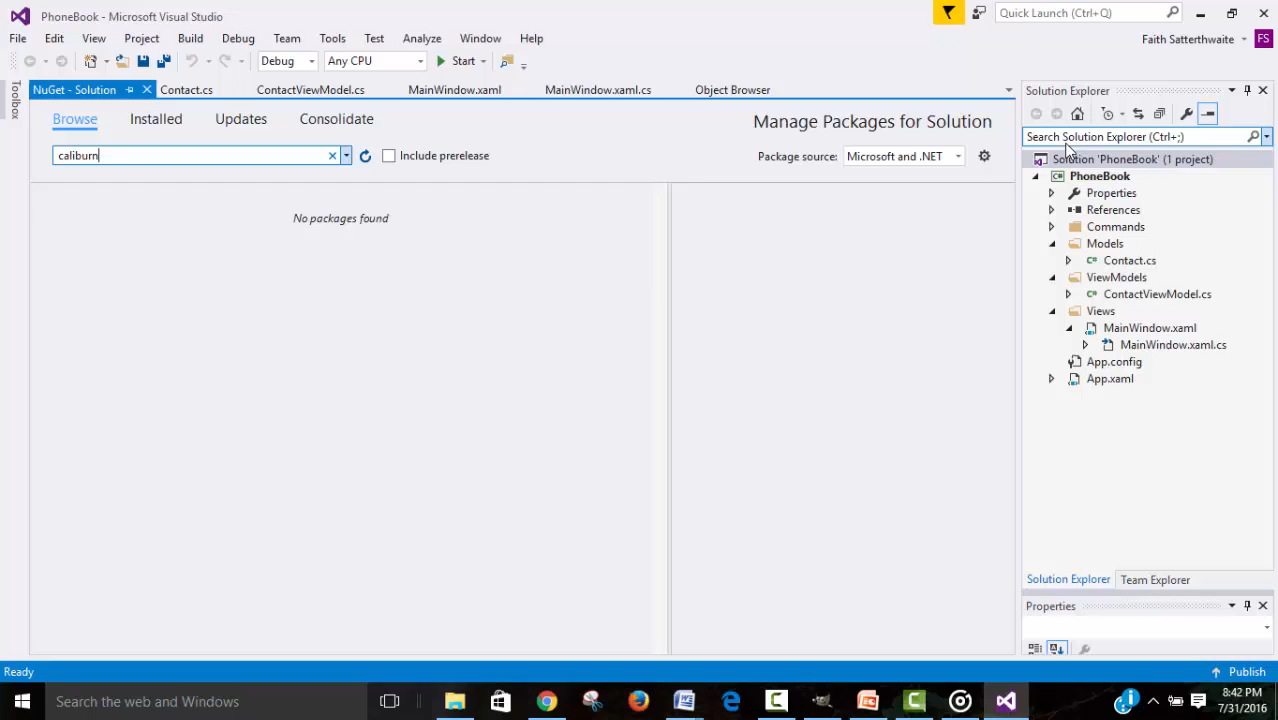 PhoneBook - Microsoft Visual Studio
Quick Launch (Ctrl+Q)
File Edit View Project Build Debug Team Tools Test Analyze Window Help
Faith Satterthwaite FS
Debug Any CPU Start
Toolbox
NuGet - Solution Contact.cs ContactViewModel.cs MainWindow.xaml MainWindow.xaml.cs Object Browser
Browse Installed Updates Consolidate
Manage Packages for Solution
caliburn
Include prerelease
Package source: Microsoft and .NET
No packages found
Solution Explorer
Search Solution Explorer (Ctrl+;)
Solution 'PhoneBook' (1 project)
C# PhoneBook
Properties
References
Commands
Models
C# Contact.cs
ViewModels
C# ContactViewModel.cs
Views
MainWindow.xaml
MainWindow.xaml.cs
App.config
App.xaml
Solution Explorer Team Explorer
Properties
Ready
Publish
Search the web and Windows
8:42 PM
7/31/2016